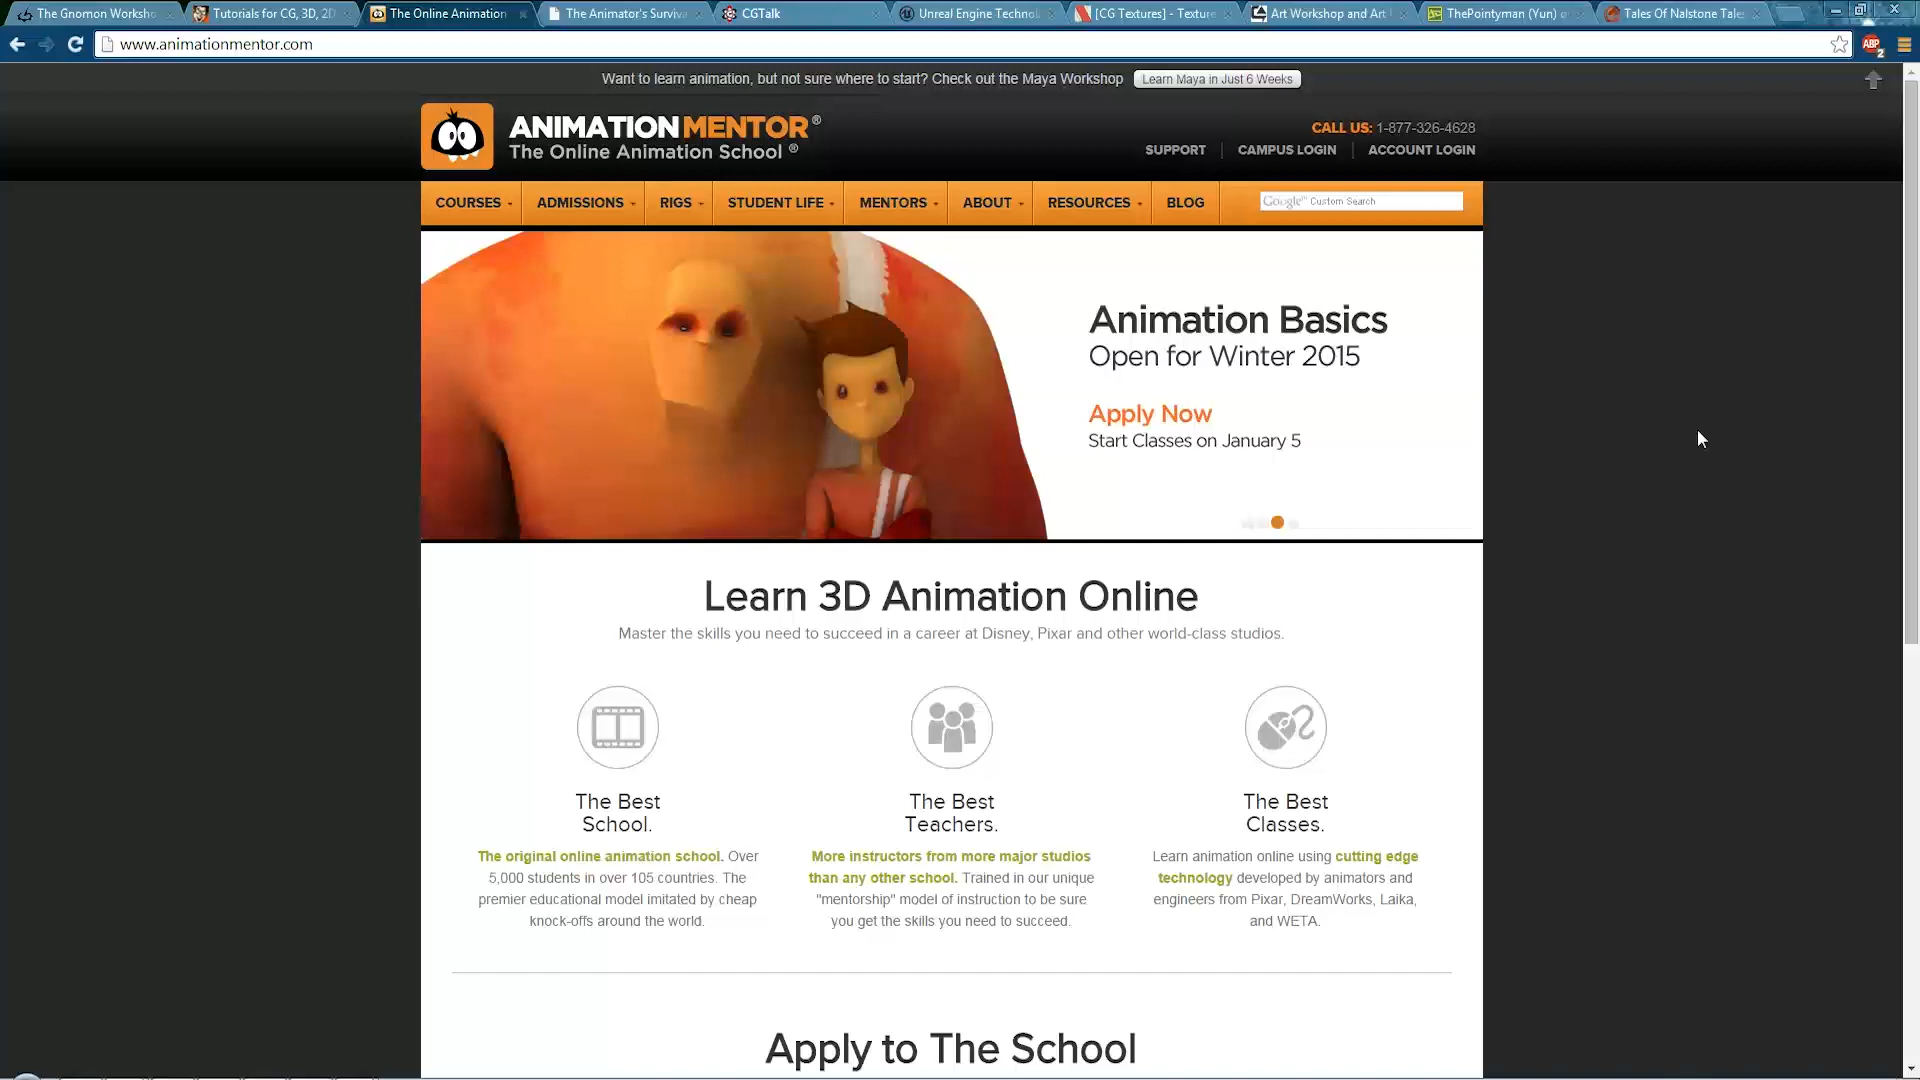 The Gnomon Worksho
Tutorials for CG, 3D, 2D
The Online Animation
The Animator's Surviva
CGTalk
Unreal Engine Technol
[CG Textures] - Texture
Art Workshop and Art
ThePointyman (Yun) o
Tales Of Nalstone Tale
www.animationmentor.com
ABP
2
Want to learn animation, but not sure where to start? Check out the Maya Workshop
Learn Maya in Just 6 Weeks
ANIMATIONMENTOR®
The Online Animation School®
CALL US: 1-877-326-4628
SUPPORT | CAMPUS LOGIN | ACCOUNT LOGIN
COURSES ADMISSIONS RIGS STUDENT LIFE MENTORS ABOUT RESOURCES BLOG
Google™ Custom Search
Animation Basics
Open for Winter 2015
Apply Now
Start Classes on January 5
Learn 3D Animation Online
Master the skills you need to succeed in a career at Disney, Pixar and other world-class studios.
The Best
School.
The original online animation school. Over
5,000 students in over 105 countries. The
premier educational model imitated by cheap
knock-offs around the world.
The Best
Teachers.
More instructors from more major studios
than any other school. Trained in our unique
"mentorship" model of instruction to be sure
you get the skills you need to succeed.
The Best
Classes.
Learn animation online using cutting edge
technology developed by animators and
engineers from Pixar, DreamWorks, Laika,
and WETA.
Apply to The School